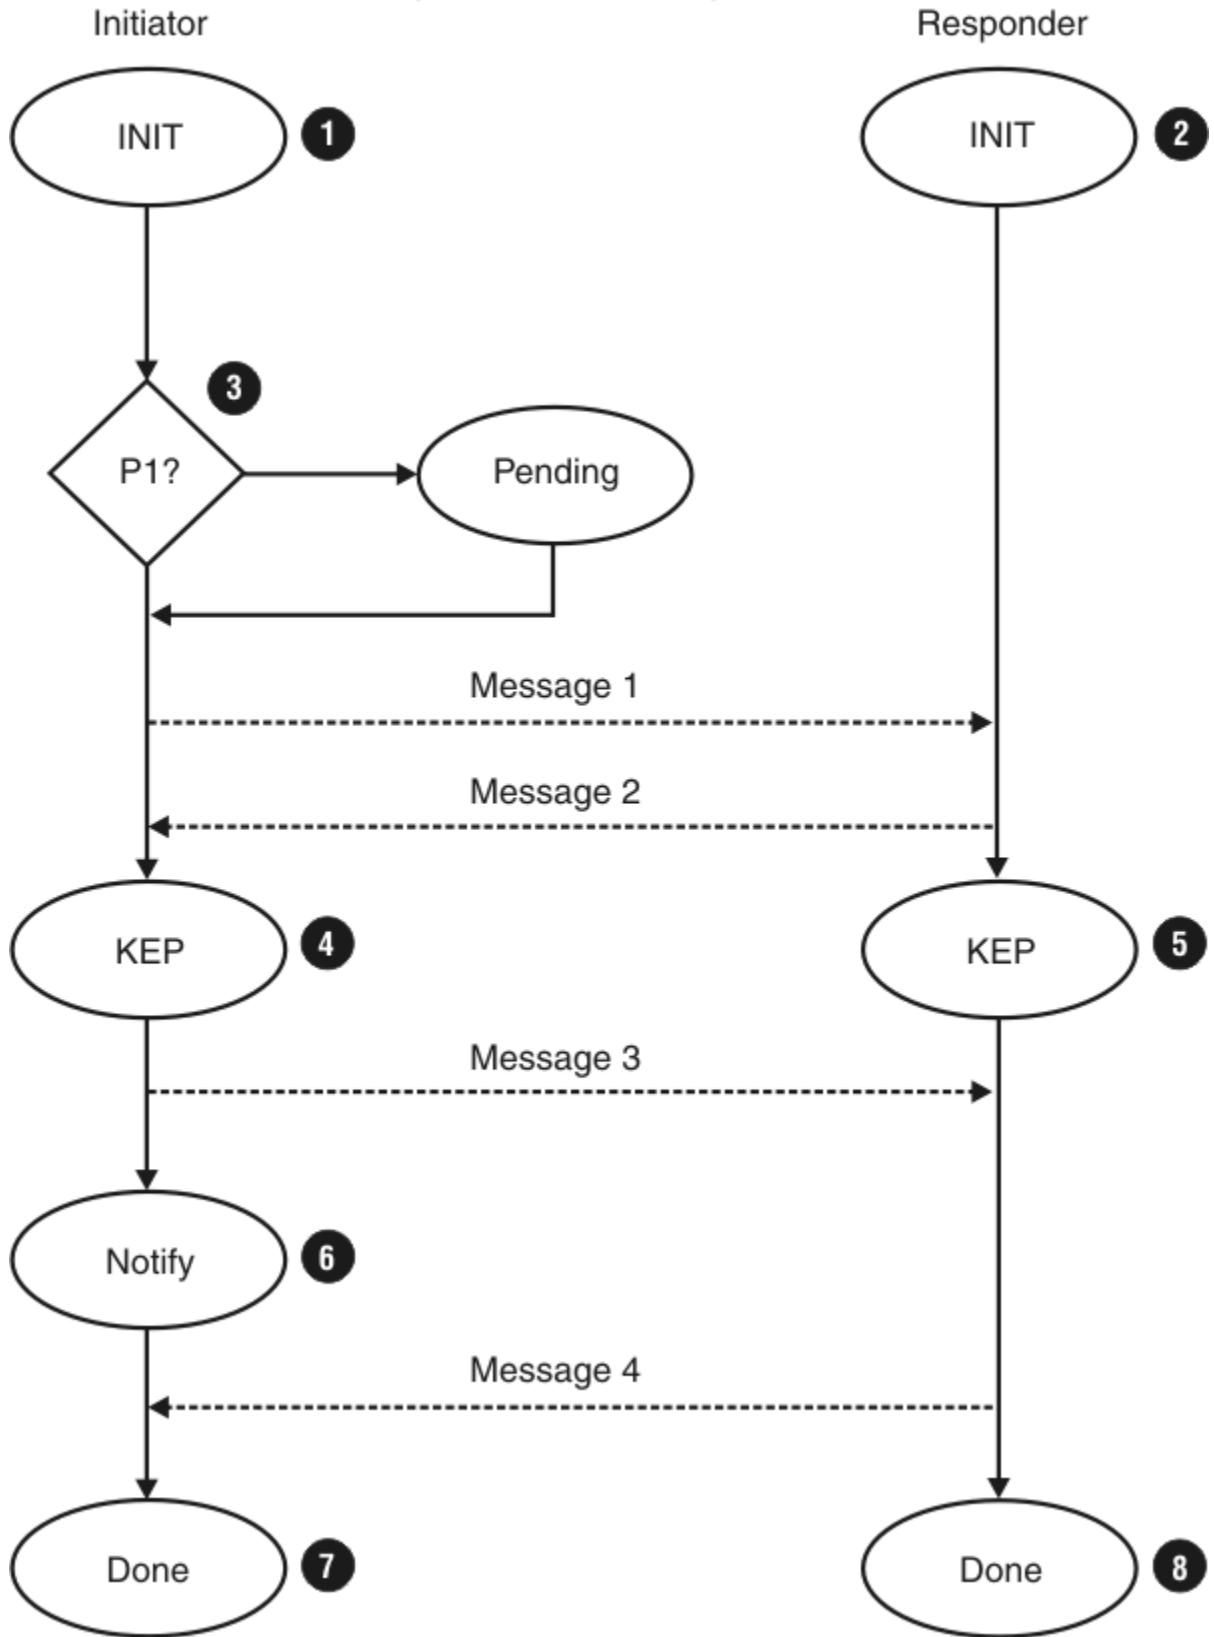 Initiator Responder
INIT 1 INIT 2
3
P1? Pending
Message 1
Message 2
KEP 4 KEP 5
Message 3
Notify 6
Message 4
Done 7 Done 8